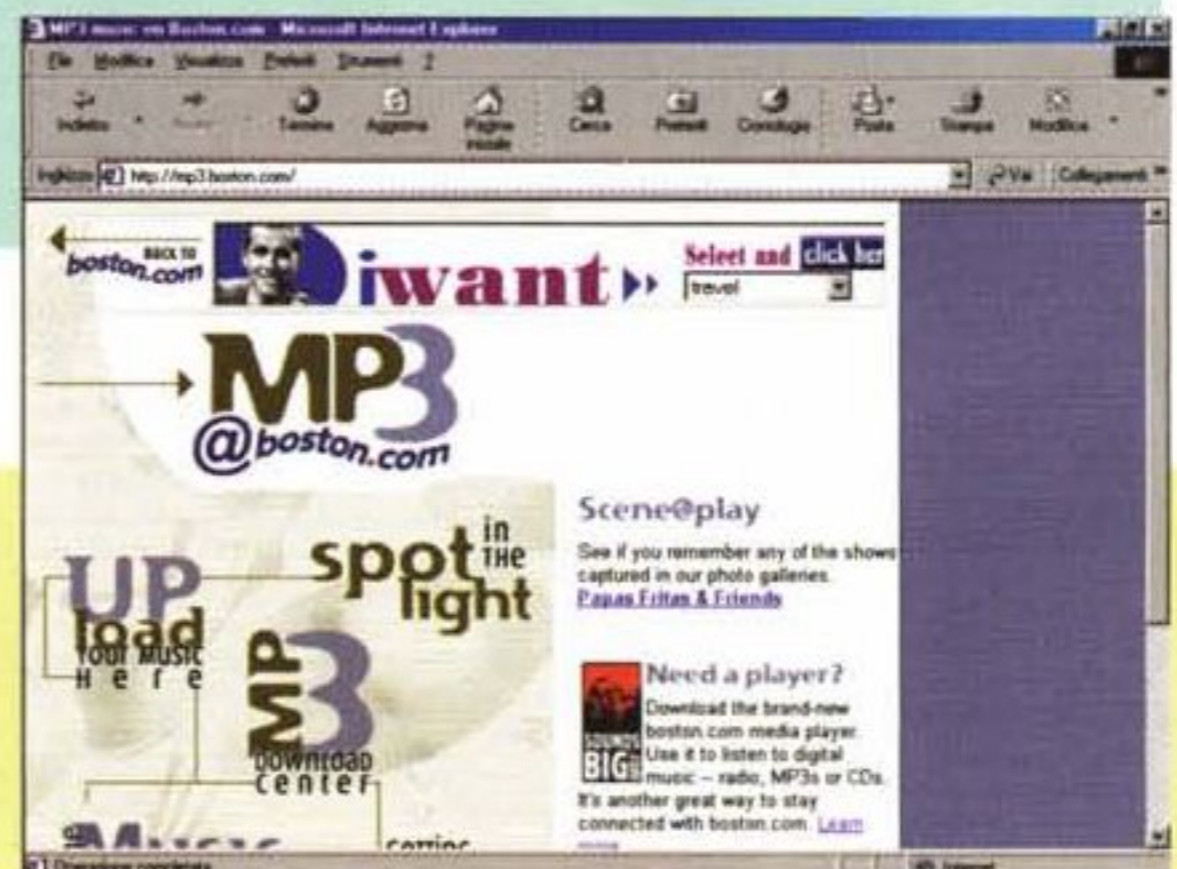 MP3 music on Boston.com - Microsoft Internet Explorer
File Modifica Visualizza Preferiti Strumenti ?
Indietro Termina Aggiorna Pagina iniziale Cerca Preferiti Cronologia Posta Stampa Modifica
Indirizzo http://mp3.boston.com/ Vai Collegamenti
BACK TO
boston.com
iwant
Select and click her
travel
MP3
@boston.com
UP
load
YOUR MUSIC
Here
spot
light
in
THE
MP3
DOWNLOAD
center
Music
Scene@play
See if you remember any of the shows
captured in our photo galleries.
Papas Fritas & Friends
Need a player?
Download the brand-new
boston.com media player.
Use it to listen to digital
music – radio, MP3s or CDs.
It's another great way to stay
connected with boston.com. Learn
BIG
Operazione completata
Internet